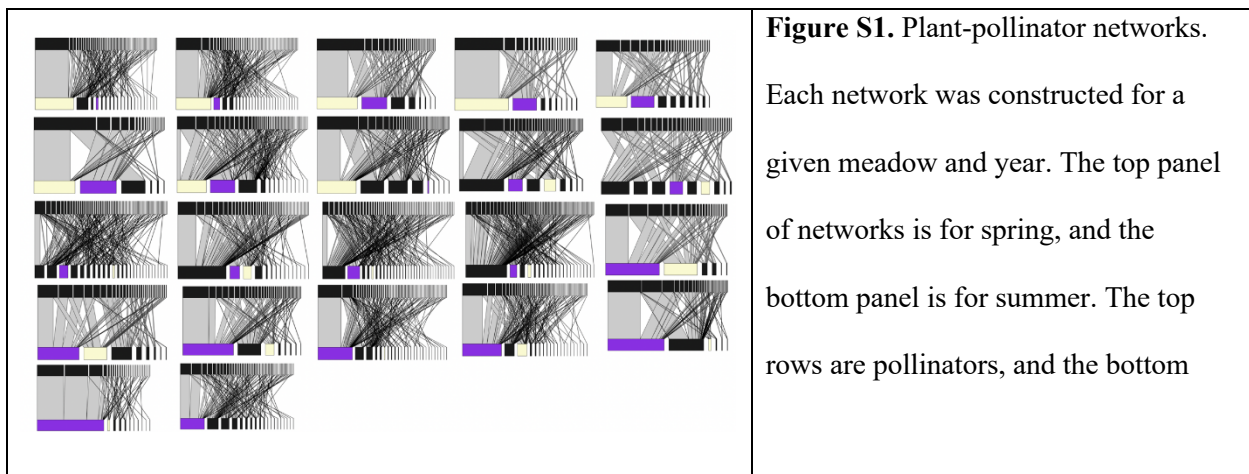 Figure S1. Plant-pollinator networks.
Each network was constructed for a
given meadow and year. The top panel
of networks is for spring, and the
bottom panel is for summer. The top
rows are pollinators, and the bottom